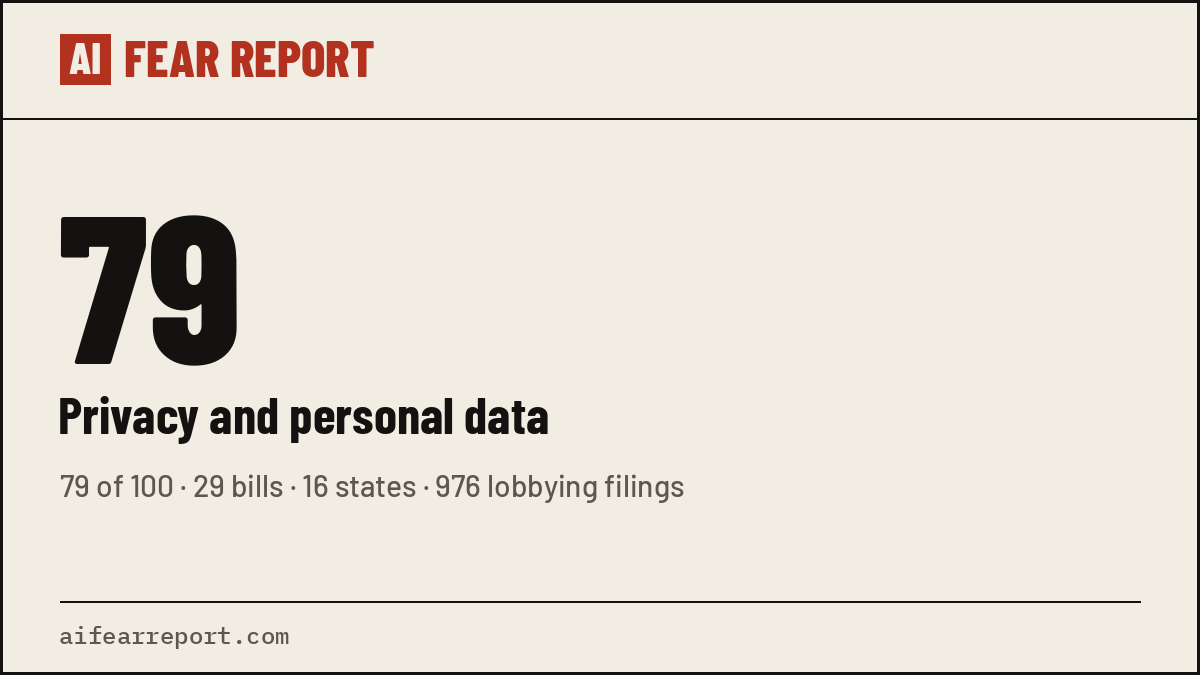 AI FEAR REPORT
79
Privacy and personal data
79 of 100 · 29 bills · 16 states · 976 lobbying filings
aifearreport.com